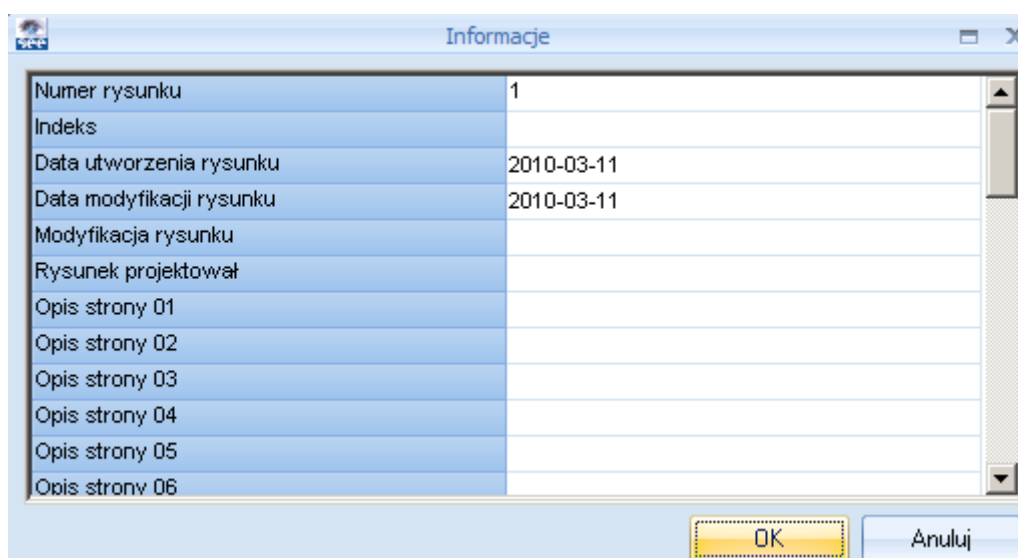 see
Informacje
Numer rysunku 1
Indeks
Data utworzenia rysunku 2010-03-11
Data modyfikacji rysunku 2010-03-11
Modyfikacja rysunku
Rysunek projektował
Opis strony 01
Opis strony 02
Opis strony 03
Opis strony 04
Opis strony 05
Opis strony 06
OK Anuluj